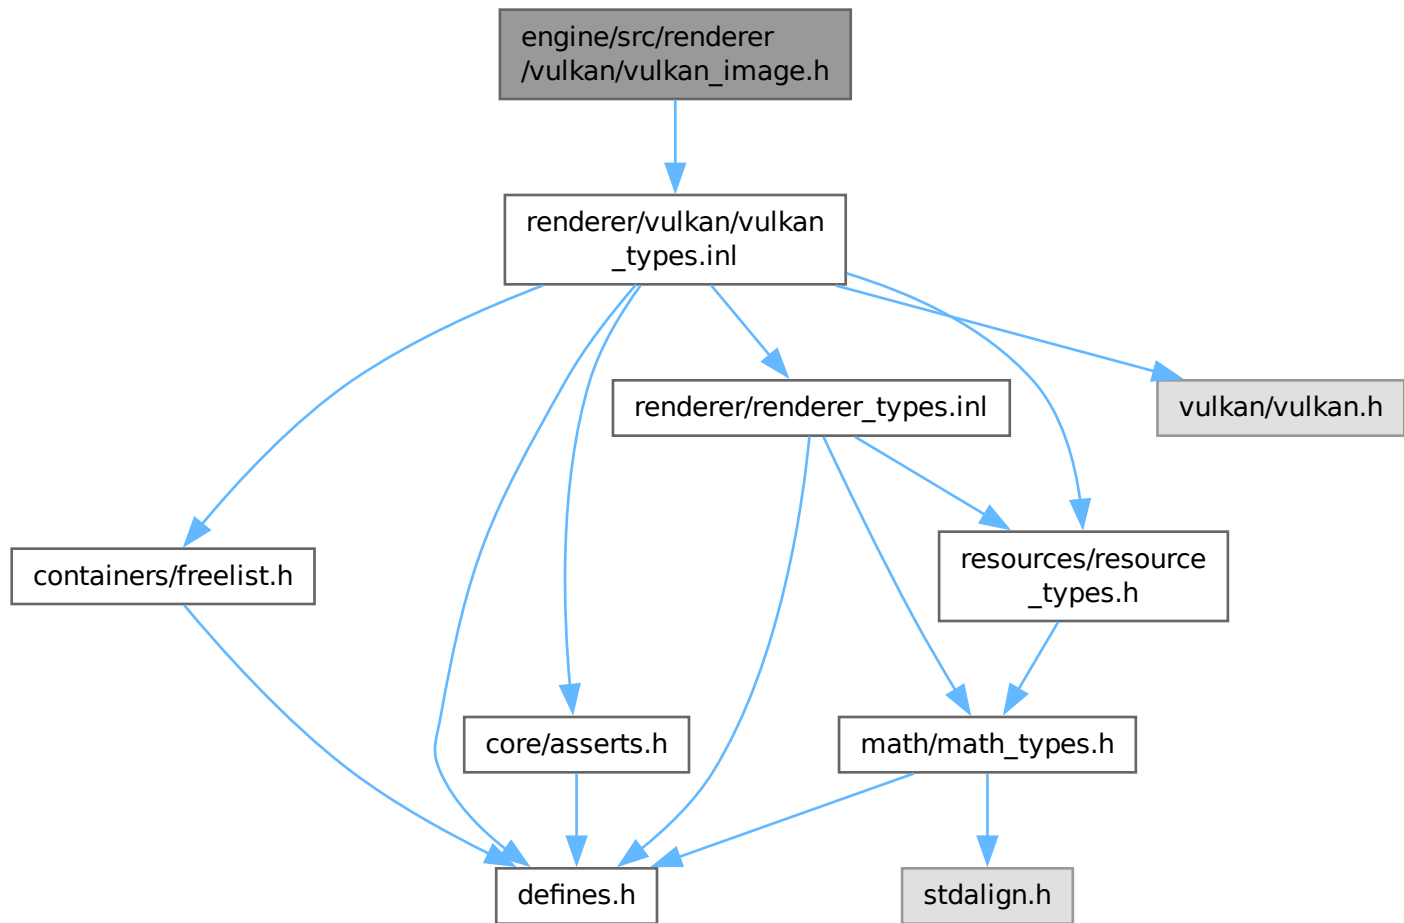 engine/src/renderer
/vulkan/vulkan_image.h
renderer/vulkan/vulkan
_types.inl
renderer/renderer_types.inl
vulkan/vulkan.h
containers/freelist.h
resources/resource
_types.h
core/asserts.h
math/math_types.h
defines.h
stdalign.h